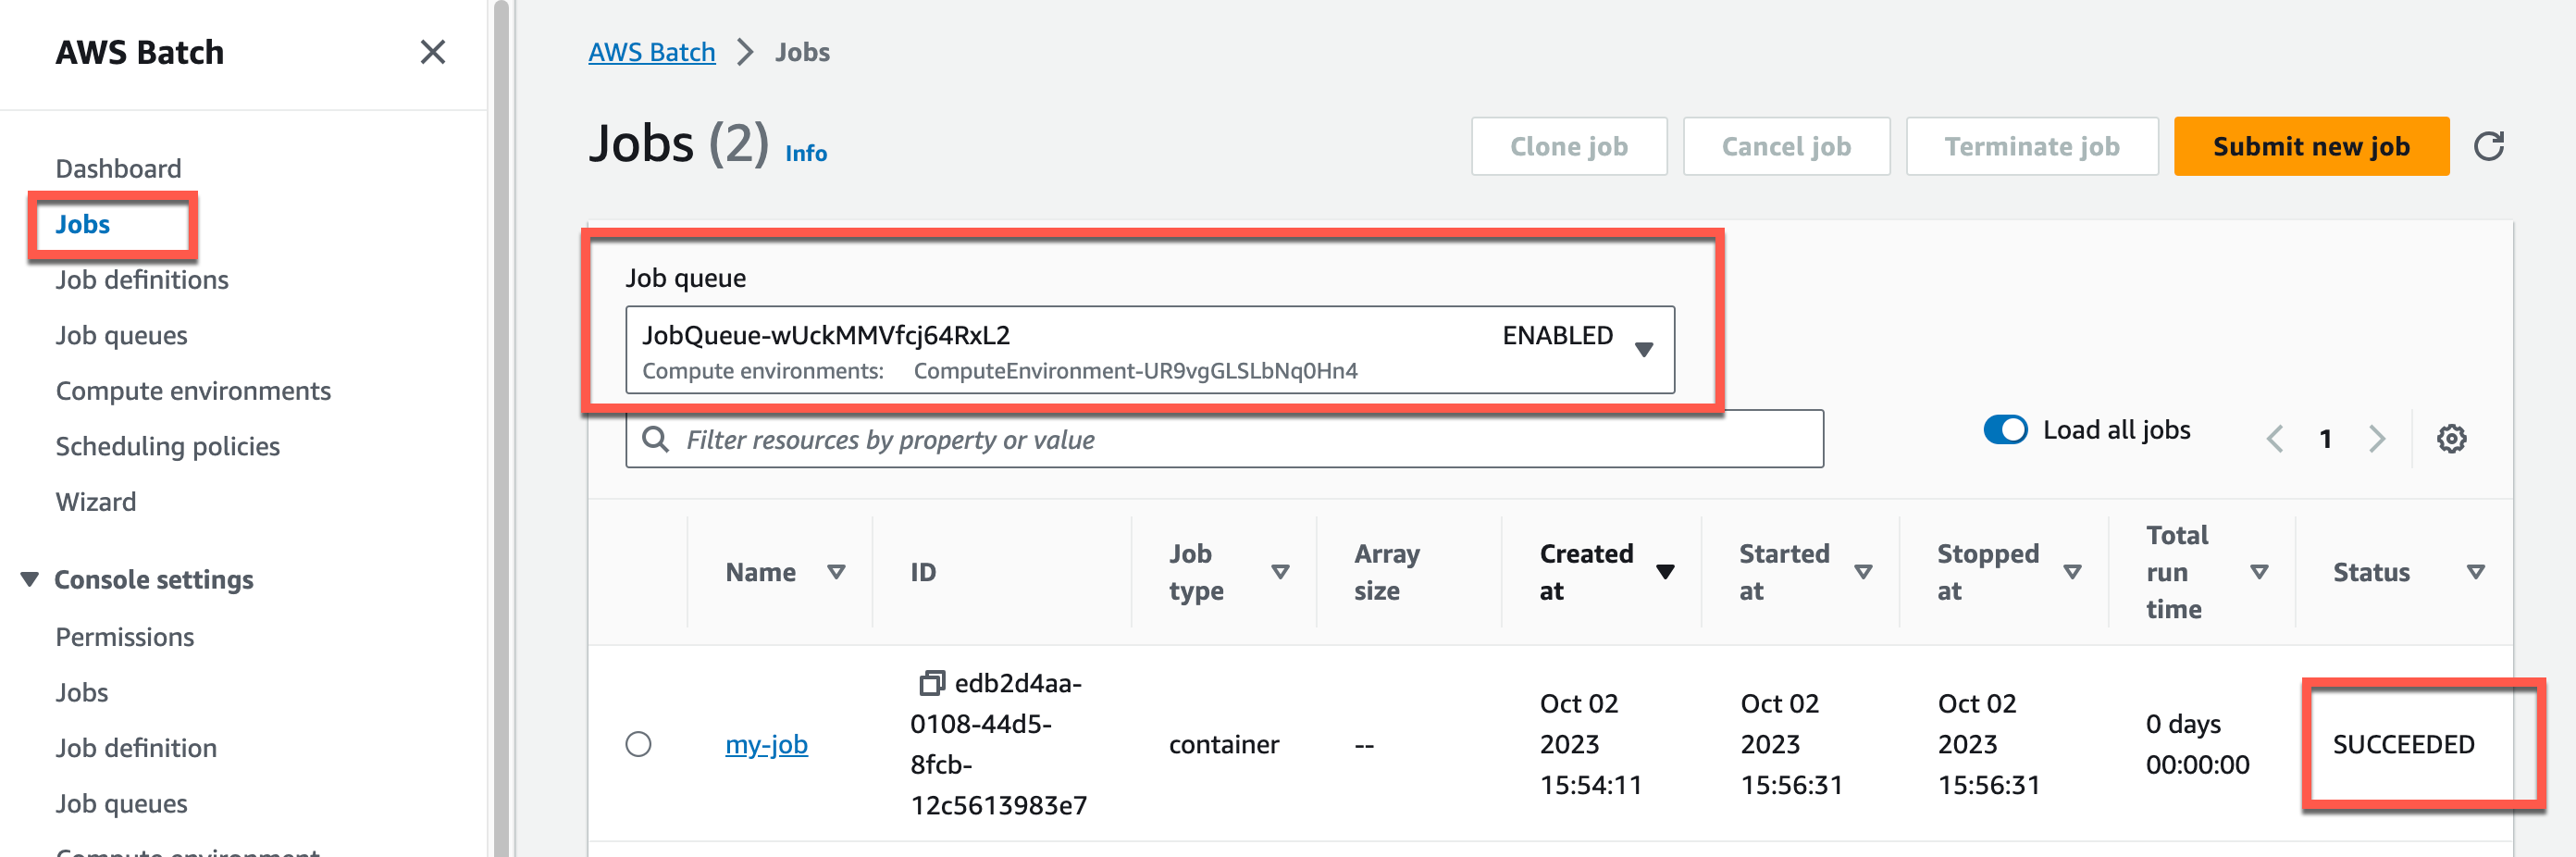 AWS Batch
Dashboard
Jobs
Job definitions
Job queues
Compute environments
Scheduling policies
Wizard
Console settings
Permissions
Jobs
Job definition
Job queues
Compute environment
AWS Batch > Jobs
Jobs (2) Info
Clone job Cancel job Terminate job Submit new job
Job queue
JobQueue-wUckMMVfcj64RxL2 ENABLED
Compute environments: ComputeEnvironment-UR9vgGLSLbNq0Hn4
Filter resources by property or value
Load all jobs
1
Name
ID
Job
type
Array
size
Created
at
Started
at
Stopped
at
Total
run
time
Status
my-job
edb2d4aa-
0108-44d5-
8fcb-
12c5613983e7
container
--
Oct 02
2023
15:54:11
Oct 02
2023
15:56:31
Oct 02
2023
15:56:31
0 days
00:00:00
SUCCEEDED